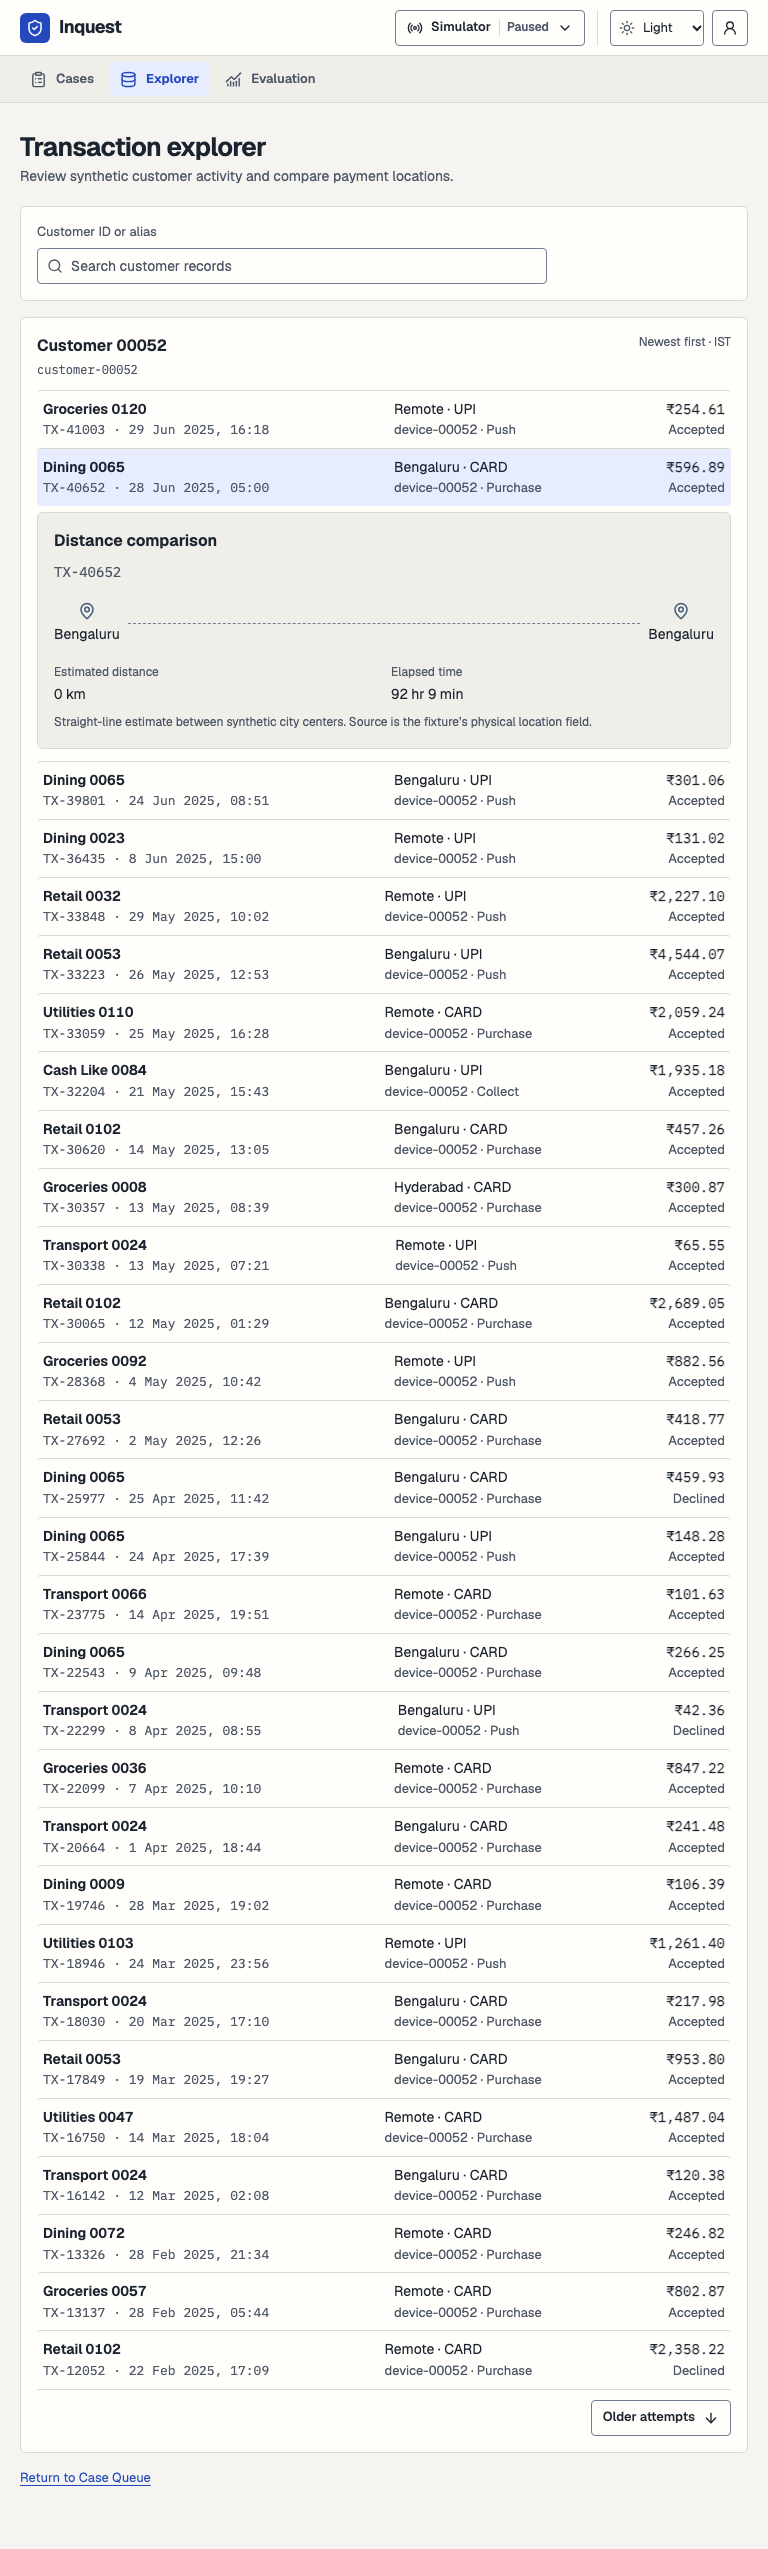 Inquest
Simulator Paused
Light
Cases
Explorer
Evaluation
Transaction explorer
Review synthetic customer activity and compare payment locations.
Customer ID or alias
Search customer records
Customer 00052
Newest first · IST
customer-00052
Groceries 0120 Remote · UPI ₹254.61
TX-41003 · 29 Jun 2025, 16:18 device-00052 · Push Accepted
Dining 0065 Bengaluru · CARD ₹596.89
TX-40652 · 28 Jun 2025, 05:00 device-00052 · Purchase Accepted
Distance comparison
TX-40652
Bengaluru Bengaluru
Estimated distance Elapsed time
0 km 92 hr 9 min
Straight-line estimate between synthetic city centers. Source is the fixture's physical location field.
Dining 0065 Bengaluru · UPI ₹301.06
TX-39801 · 24 Jun 2025, 08:51 device-00052 · Push Accepted
Dining 0023 Remote · UPI ₹131.02
TX-36435 · 8 Jun 2025, 15:00 device-00052 · Push Accepted
Retail 0032 Remote · UPI ₹2,227.10
TX-33848 · 29 May 2025, 10:02 device-00052 · Push Accepted
Retail 0053 Bengaluru · UPI ₹4,544.07
TX-33223 · 26 May 2025, 12:53 device-00052 · Push Accepted
Utilities 0110 Remote · CARD ₹2,059.24
TX-33059 · 25 May 2025, 16:28 device-00052 · Purchase Accepted
Cash Like 0084 Bengaluru · UPI ₹1,935.18
TX-32204 · 21 May 2025, 15:43 device-00052 · Collect Accepted
Retail 0102 Bengaluru · CARD ₹457.26
TX-30620 · 14 May 2025, 13:05 device-00052 · Purchase Accepted
Groceries 0008 Hyderabad · CARD ₹300.87
TX-30357 · 13 May 2025, 08:39 device-00052 · Purchase Accepted
Transport 0024 Remote · UPI ₹65.55
TX-30338 · 13 May 2025, 07:21 device-00052 · Push Accepted
Retail 0102 Bengaluru · CARD ₹2,689.05
TX-30065 · 12 May 2025, 01:29 device-00052 · Purchase Accepted
Groceries 0092 Remote · UPI ₹882.56
TX-28368 · 4 May 2025, 10:42 device-00052 · Push Accepted
Retail 0053 Bengaluru · CARD ₹418.77
TX-27692 · 2 May 2025, 12:26 device-00052 · Purchase Accepted
Dining 0065 Bengaluru · CARD ₹459.93
TX-25977 · 25 Apr 2025, 11:42 device-00052 · Purchase Declined
Dining 0065 Bengaluru · UPI ₹148.28
TX-25844 · 24 Apr 2025, 17:39 device-00052 · Push Accepted
Transport 0066 Remote · CARD ₹101.63
TX-23775 · 14 Apr 2025, 19:51 device-00052 · Purchase Accepted
Dining 0065 Bengaluru · CARD ₹266.25
TX-22543 · 9 Apr 2025, 09:48 device-00052 · Purchase Accepted
Transport 0024 Bengaluru · UPI ₹42.36
TX-22299 · 8 Apr 2025, 08:55 device-00052 · Push Declined
Groceries 0036 Remote · CARD ₹847.22
TX-22099 · 7 Apr 2025, 10:10 device-00052 · Purchase Accepted
Transport 0024 Bengaluru · CARD ₹241.48
TX-20664 · 1 Apr 2025, 18:44 device-00052 · Purchase Accepted
Dining 0009 Remote · CARD ₹106.39
TX-19746 · 28 Mar 2025, 19:02 device-00052 · Purchase Accepted
Utilities 0103 Remote · UPI ₹1,261.40
TX-18946 · 24 Mar 2025, 23:56 device-00052 · Push Accepted
Transport 0024 Bengaluru · CARD ₹217.98
TX-18030 · 20 Mar 2025, 17:10 device-00052 · Purchase Accepted
Retail 0053 Bengaluru · CARD ₹953.80
TX-17849 · 19 Mar 2025, 19:27 device-00052 · Purchase Accepted
Utilities 0047 Remote · CARD ₹1,487.04
TX-16750 · 14 Mar 2025, 18:04 device-00052 · Purchase Accepted
Transport 0024 Bengaluru · CARD ₹120.38
TX-16142 · 12 Mar 2025, 02:08 device-00052 · Purchase Accepted
Dining 0072 Remote · CARD ₹246.82
TX-13326 · 28 Feb 2025, 21:34 device-00052 · Purchase Accepted
Groceries 0057 Remote · CARD ₹802.87
TX-13137 · 28 Feb 2025, 05:44 device-00052 · Purchase Accepted
Retail 0102 Remote · CARD ₹2,358.22
TX-12052 · 22 Feb 2025, 17:09 device-00052 · Purchase Declined
Older attempts
Return to Case Queue